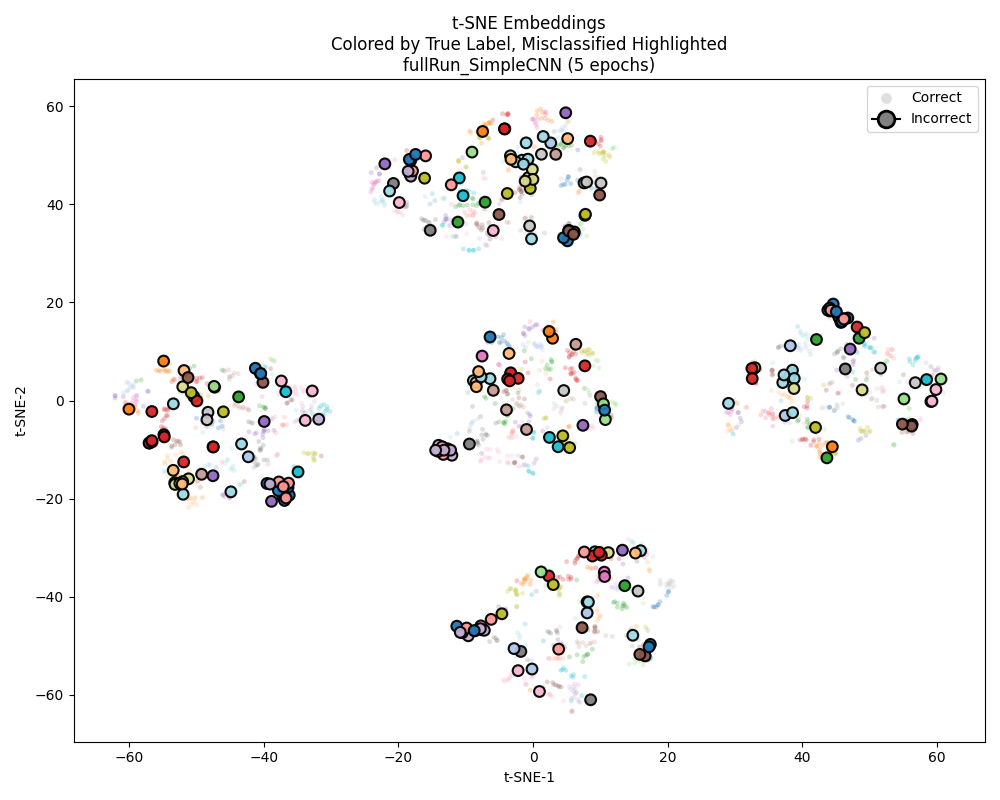 t-SNE Embeddings
Colored by True Label, Misclassified Highlighted
fullRun_SimpleCNN (5 epochs)
Correct
Incorrect
60
40
20
0
−20
−40
−60
t-SNE-2
−60
−40
−20
0
20
40
60
t-SNE-1